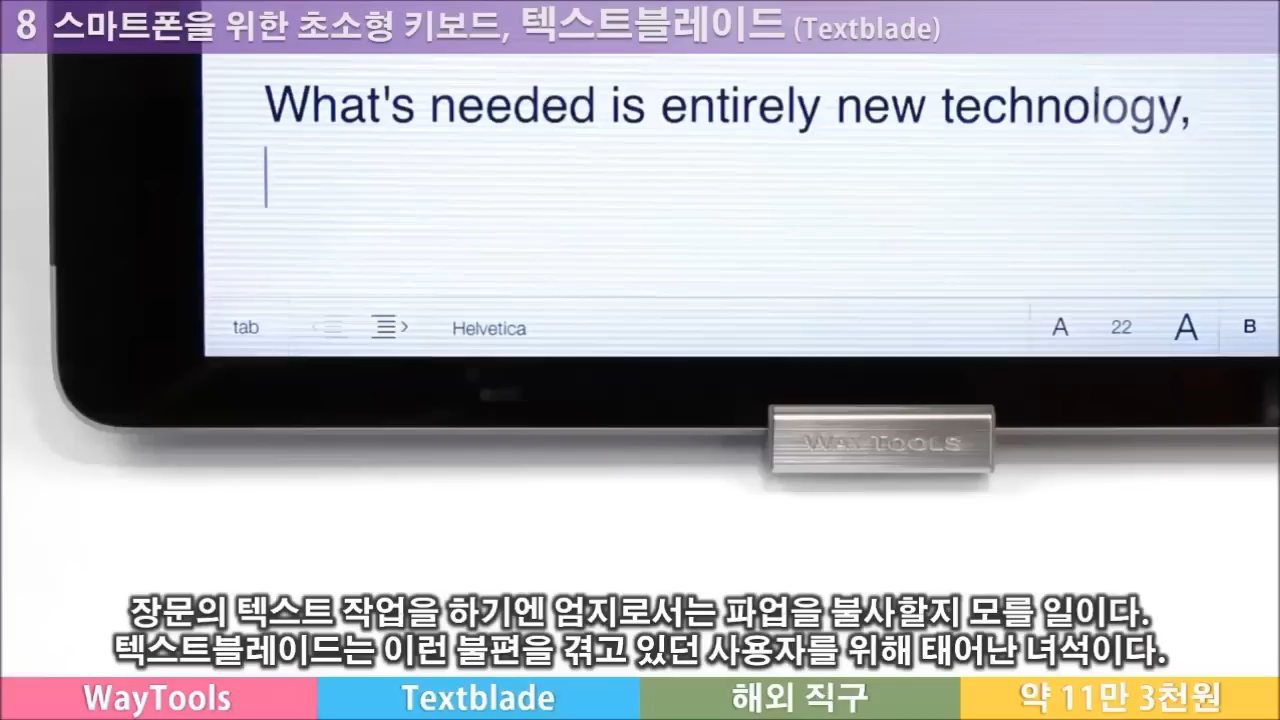 8 스마트폰을 위한 초소형 키보드, 텍스트블레이드 (Textblade)
What's needed is entirely new technology,
tab Helvetica A 22 A B
WAY TOOLS
장문의 텍스트 작업을 하기엔 엄지로서는 파업을 불사할지 모를 일이다.
텍스트블레이드는 이런 불편을 겪고 있던 사용자를 위해 태어난 녀석이다.
WayTools Textblade 해외 직구 약 11만 3천원